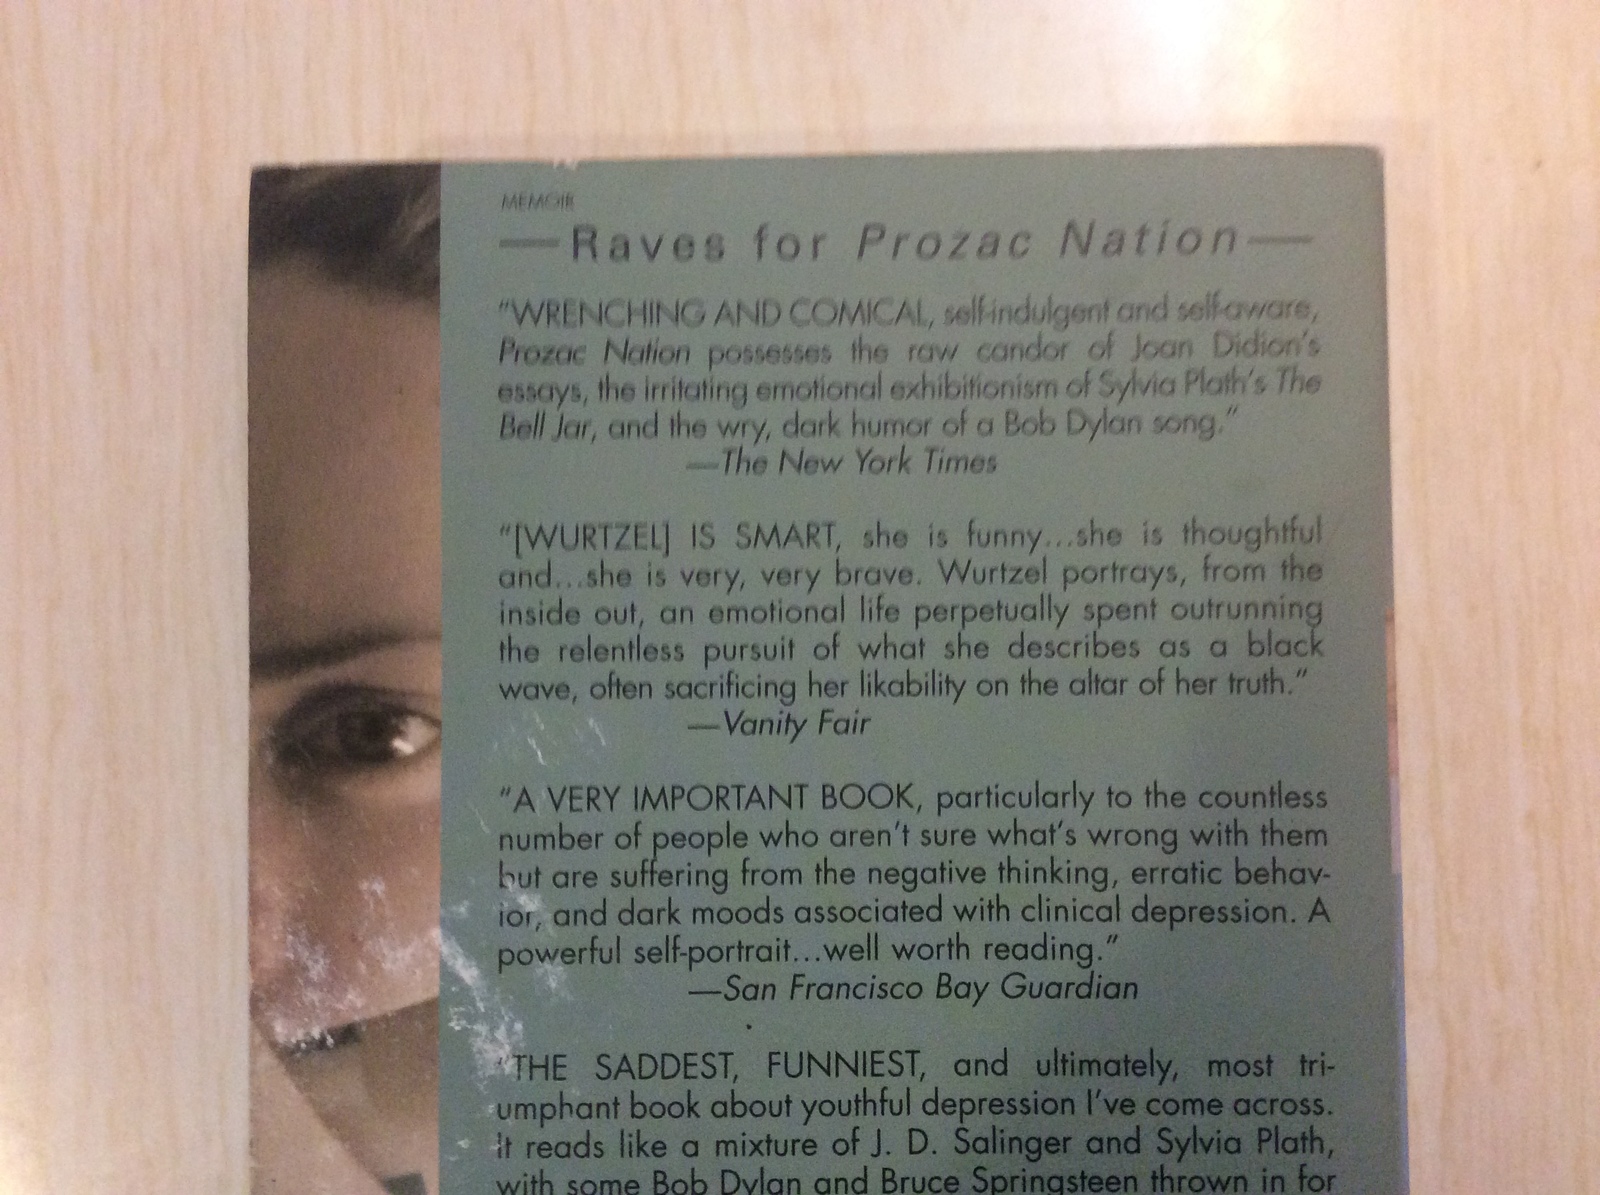 MEMOIR
—Raves for Prozac Nation—
“WRENCHING AND COMICAL, self-indulgent and self-aware,
Prozac Nation possesses the raw candor of Joan Didion’s
essays, the irritating emotional exhibitionism of Sylvia Plath’s The
Bell Jar, and the wry, dark humor of a Bob Dylan song.”
—The New York Times
“[WURTZEL] IS SMART, she is funny...she is thoughtful
and...she is very, very brave. Wurtzel portrays, from the
inside out, an emotional life perpetually spent outrunning
the relentless pursuit of what she describes as a black
wave, often sacrificing her likability on the altar of her truth.”
—Vanity Fair
“A VERY IMPORTANT BOOK, particularly to the countless
number of people who aren’t sure what’s wrong with them
but are suffering from the negative thinking, erratic behav-
ior, and dark moods associated with clinical depression. A
powerful self-portrait...well worth reading.”
—San Francisco Bay Guardian
“THE SADDEST, FUNNIEST, and ultimately, most tri-
umphant book about youthful depression I’ve come across.
It reads like a mixture of J. D. Salinger and Sylvia Plath,
with some Bob Dylan and Bruce Springsteen thrown in for